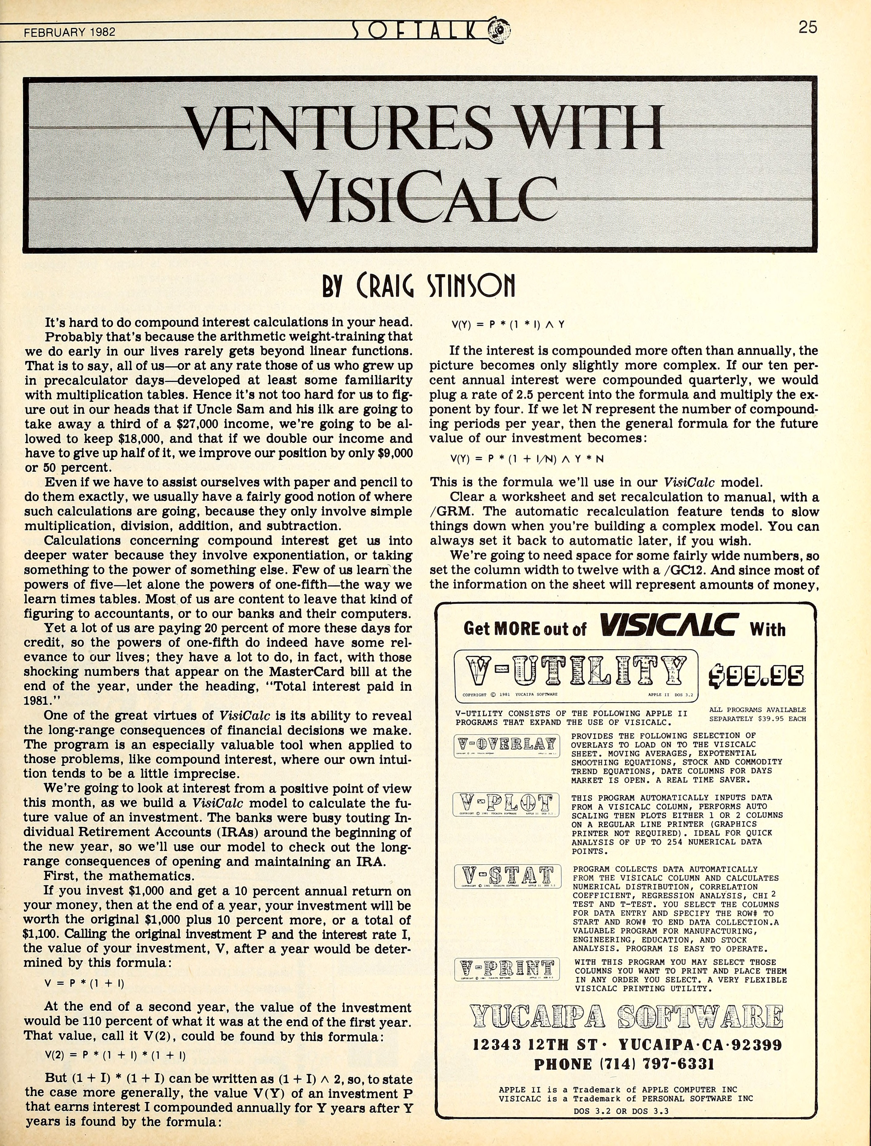 FEBRUARY 1982
SOFTALK
25
VENTURES WITH
VISICALC
BY CRAIG STINSON
It's hard to do compound interest calculations in your head.
Probably that's because the arithmetic weight-training that
we do early in our lives rarely gets beyond linear functions.
That is to say, all of us—or at any rate those of us who grew up
in precalculator days—developed at least some familiarity
with multiplication tables. Hence it's not too hard for us to fig-
ure out in our heads that if Uncle Sam and his ilk are going to
take away a third of a $27,000 income, we're going to be al-
lowed to keep $18,000, and that if we double our income and
have to give up half of it, we improve our position by only $9,000
or 50 percent.
Even if we have to assist ourselves with paper and pencil to
do them exactly, we usually have a fairly good notion of where
such calculations are going, because they only involve simple
multiplication, division, addition, and subtraction.
Calculations concerning compound interest get us into
deeper water because they involve exponentiation, or taking
something to the power of something else. Few of us learn the
powers of five—let alone the powers of one-fifth—the way we
learn times tables. Most of us are content to leave that kind of
figuring to accountants, or to our banks and their computers.
Yet a lot of us are paying 20 percent of more these days for
credit, so the powers of one-fifth do indeed have some rel-
evance to our lives; they have a lot to do, in fact, with those
shocking numbers that appear on the MasterCard bill at the
end of the year, under the heading, "Total interest paid in
1981."
One of the great virtues of VisiCalc is its ability to reveal
the long-range consequences of financial decisions we make.
The program is an especially valuable tool when applied to
those problems, like compound interest, where our own intui-
tion tends to be a little imprecise.
We're going to look at interest from a positive point of view
this month, as we build a VisiCalc model to calculate the fu-
ture value of an investment. The banks were busy touting In-
dividual Retirement Accounts (IRAs) around the beginning of
the new year, so we'll use our model to check out the long-
range consequences of opening and maintaining an IRA.
First, the mathematics.
If you invest $1,000 and get a 10 percent annual return on
your money, then at the end of a year, your investment will be
worth the original $1,000 plus 10 percent more, or a total of
$1,100. Calling the original investment P and the interest rate I,
the value of your investment, V, after a year would be deter-
mined by this formula:
V = P * (1 + I)
At the end of a second year, the value of the investment
would be 110 percent of what it was at the end of the first year.
That value, call it V(2), could be found by this formula:
V(2) = P * (1 + I) * (1 + I)
But (1 + I) * (1 + I) can be written as (1 + I) ∧ 2, so, to state
the case more generally, the value V(Y) of an investment P
that earns interest I compounded annually for Y years after Y
years is found by the formula:
V(Y) = P * (1 * I) ∧ Y
If the interest is compounded more often than annually, the
picture becomes only slightly more complex. If our ten per-
cent annual interest were compounded quarterly, we would
plug a rate of 2.5 percent into the formula and multiply the ex-
ponent by four. If we let N represent the number of compound-
ing periods per year, then the general formula for the future
value of our investment becomes:
V(Y) = P * (1 + I/N) ∧ Y * N
This is the formula we'll use in our VisiCalc model.
Clear a worksheet and set recalculation to manual, with a
/GRM. The automatic recalculation feature tends to slow
things down when you're building a complex model. You can
always set it back to automatic later, if you wish.
We're going to need space for some fairly wide numbers, so
set the column width to twelve with a /GC12. And since most of
the information on the sheet will represent amounts of money,
Get MORE out of VISICALC With
V-UTILITY
$99.95
COPYRIGHT © 1981 YUCAIPA SOFTWARE
APPLE II DOS 3.2
V-UTILITY CONSISTS OF THE FOLLOWING APPLE II
PROGRAMS THAT EXPAND THE USE OF VISICALC.
ALL PROGRAMS AVAILABLE
SEPARATELY $39.95 EACH
V-OVERLAY
PROVIDES THE FOLLOWING SELECTION OF
OVERLAYS TO LOAD ON TO THE VISICALC
SHEET. MOVING AVERAGES, EXPOTENTIAL
SMOOTHING EQUATIONS, STOCK AND COMMODITY
TREND EQUATIONS, DATE COLUMNS FOR DAYS
MARKET IS OPEN. A REAL TIME SAVER.
V-PLOT
THIS PROGRAM AUTOMATICALLY INPUTS DATA
FROM A VISICALC COLUMN, PERFORMS AUTO
SCALING THEN PLOTS EITHER 1 OR 2 COLUMNS
ON A REGULAR LINE PRINTER (GRAPHICS
PRINTER NOT REQUIRED). IDEAL FOR QUICK
ANALYSIS OF UP TO 254 NUMERICAL DATA
POINTS.
V-STAT
PROGRAM COLLECTS DATA AUTOMATICALLY
FROM THE VISICALC COLUMN AND CALCULATES
NUMERICAL DISTRIBUTION, CORRELATION
COEFFICIENT, REGRESSION ANALYSIS, CHI 2
TEST AND T-TEST. YOU SELECT THE COLUMNS
FOR DATA ENTRY AND SPECIFY THE ROW# TO
START AND ROW# TO END DATA COLLECTION.A
VALUABLE PROGRAM FOR MANUFACTURING,
ENGINEERING, EDUCATION, AND STOCK
ANALYSIS. PROGRAM IS EASY TO OPERATE.
V-PRINT
WITH THIS PROGRAM YOU MAY SELECT THOSE
COLUMNS YOU WANT TO PRINT AND PLACE THEM
IN ANY ORDER YOU SELECT. A VERY FLEXIBLE
VISICALC PRINTING UTILITY.
YUCAIPA SOFTWARE
12343 12TH ST · YUCAIPA·CA·92399
PHONE (714) 797-6331
APPLE II is a Trademark of APPLE COMPUTER INC
VISICALC is a Trademark of PERSONAL SOFTWARE INC
DOS 3.2 OR DOS 3.3